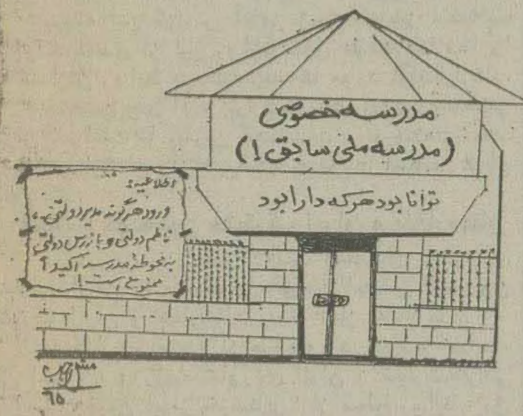 مدرسه خصوصی
(مدرسه ملی سابق!)
توانا بود هر که دارا بود
اطلاعیه:
ورود هرگونه مدیر دولتی،
ناظم دولتی و بازرس دولتی
به محوطه مدرسه اکیداً
ممنوع است!
۶۵